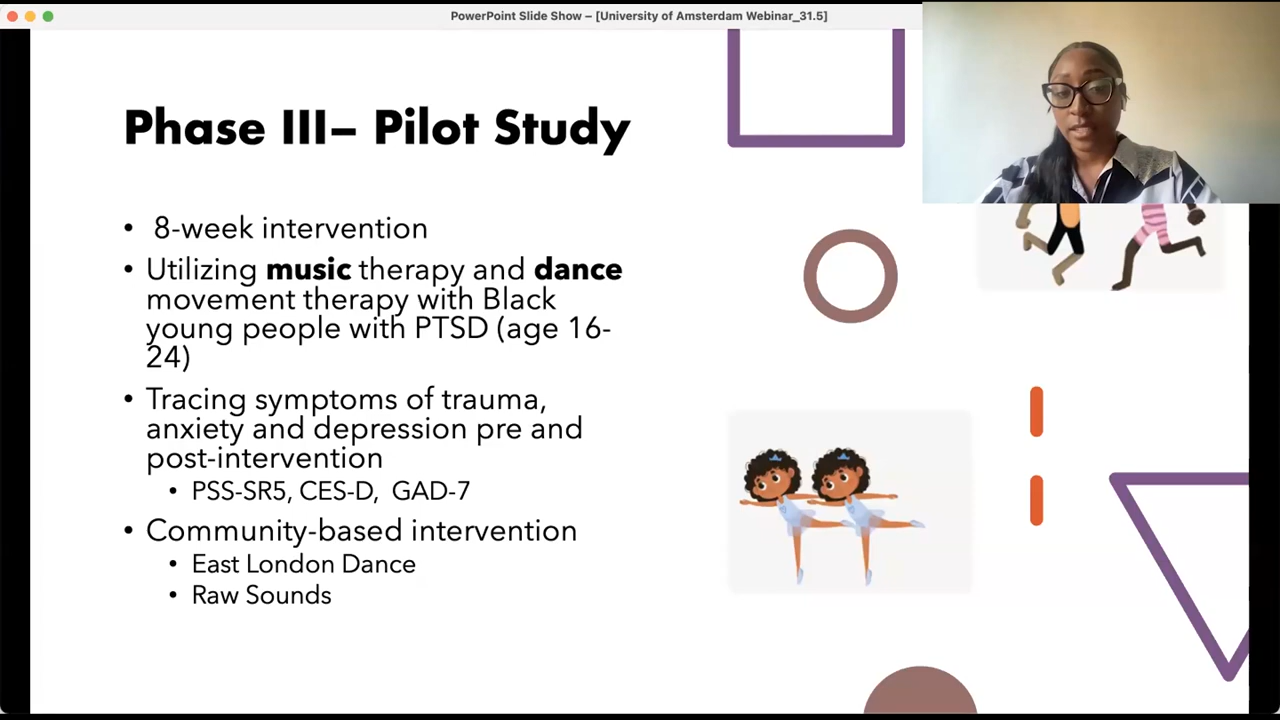 PowerPoint Slide Show – [University of Amsterdam Webinar_31.5]
Phase III– Pilot Study
• 8-week intervention
• Utilizing music therapy and dance
movement therapy with Black
young people with PTSD (age 16-
24)
• Tracing symptoms of trauma,
anxiety and depression pre and
post-intervention
• PSS-SR5, CES-D, GAD-7
• Community-based intervention
• East London Dance
• Raw Sounds